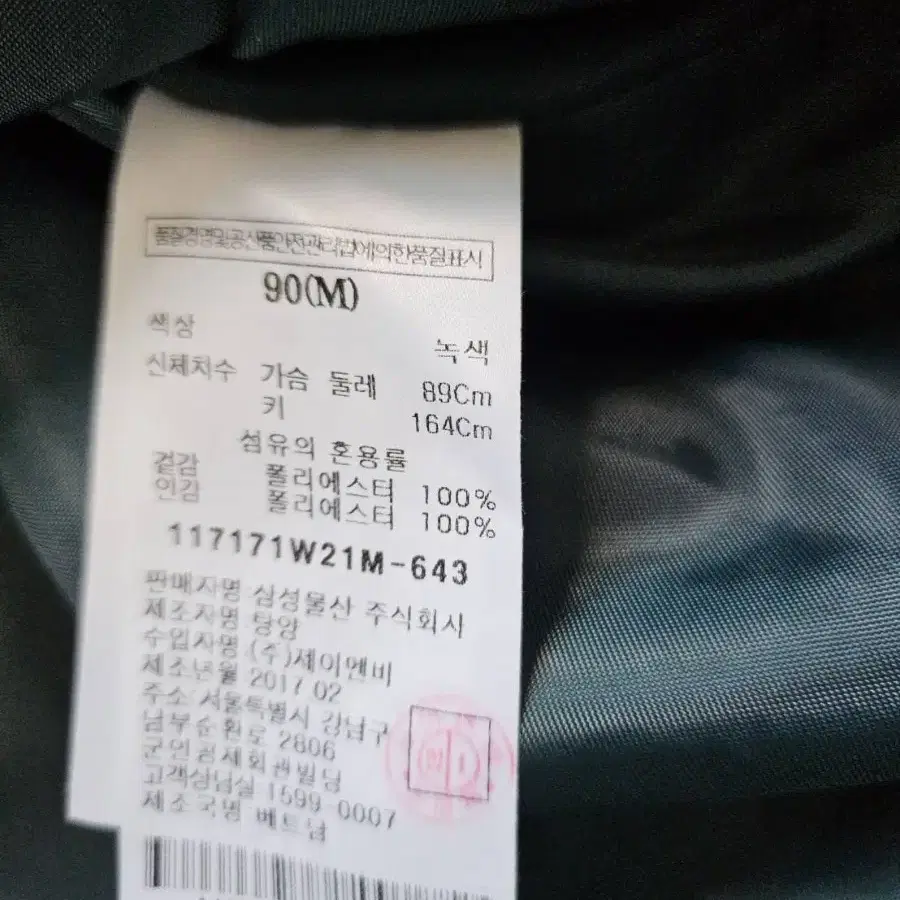 품질경영및공산품안전관리법에의한품질표시
90(M)
색상 녹색
신체치수 가슴 둘레 89Cm
키 164Cm
섬유의 혼용률
겉감 폴리에스터 100%
안감 폴리에스터 100%
117171W21M-643
판매자명 삼성물산 주식회사
제조자명 탕양
수입자명 (주)제이엔비
제조년월 2017 02
주소 서울특별시 강남구
남부순환로 2806
군인공제회관빌딩
고객상담실 1599-0007
제조국명 베트남